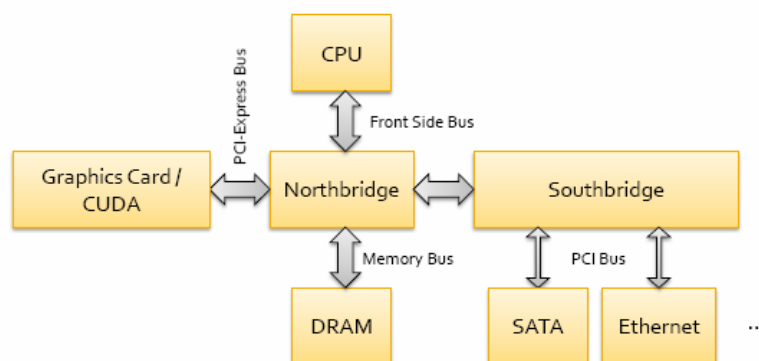 CPU
PCI-Express Bus
Front Side Bus
Graphics Card /
CUDA
Northbridge
Southbridge
Memory Bus
PCI Bus
DRAM
SATA
Ethernet
...